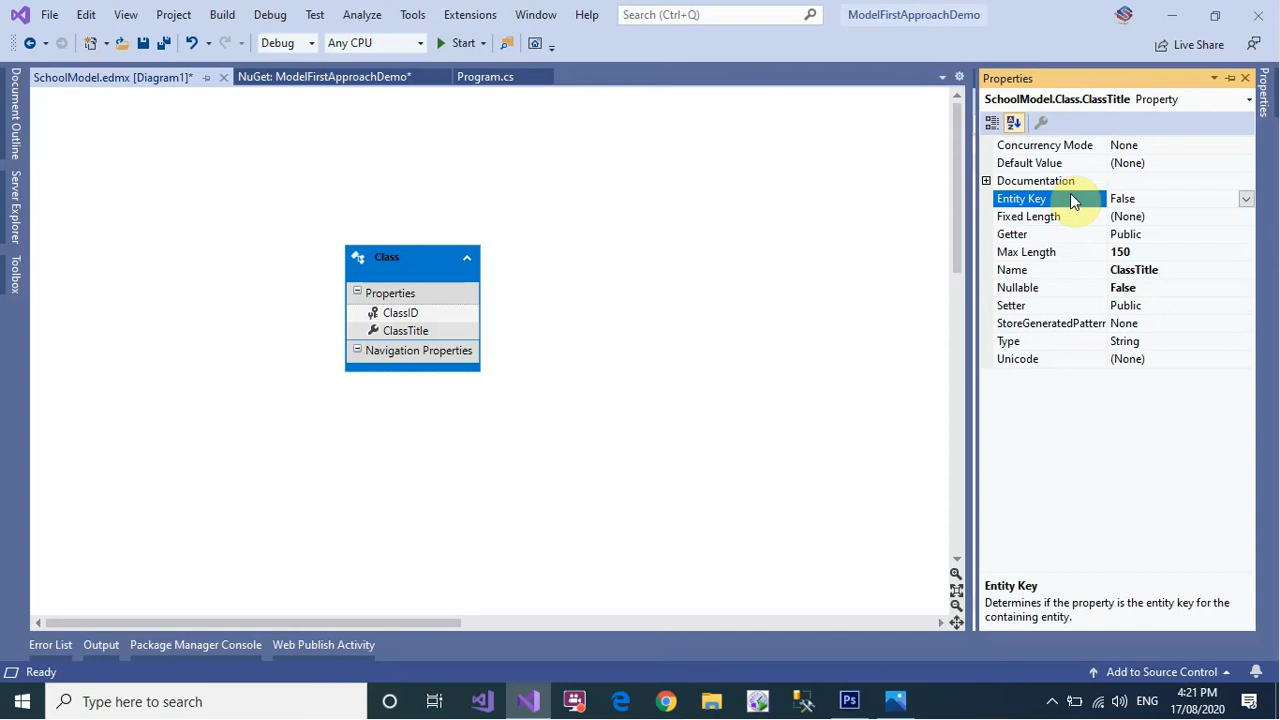 File Edit View Project Build Debug Test Analyze Tools Extensions Window Help Search (Ctrl+Q) ModelFirstApproachDemo
Debug Any CPU Start Live Share
SchoolModel.edmx [Diagram1]* NuGet: ModelFirstApproachDemo* Program.cs
Document Outline
Server Explorer
Toolbox
Class
Properties
ClassID
ClassTitle
Navigation Properties
Properties
SchoolModel.Class.ClassTitle Property
Concurrency Mode None
Default Value (None)
Documentation
Entity Key False
Fixed Length (None)
Getter Public
Max Length 150
Name ClassTitle
Nullable False
Setter Public
StoreGeneratedPattern None
Type String
Unicode (None)
Entity Key
Determines if the property is the entity key for the
containing entity.
Properties
Error List Output Package Manager Console Web Publish Activity
Ready Add to Source Control
Type here to search Ps ENG 4:21 PM
17/08/2020